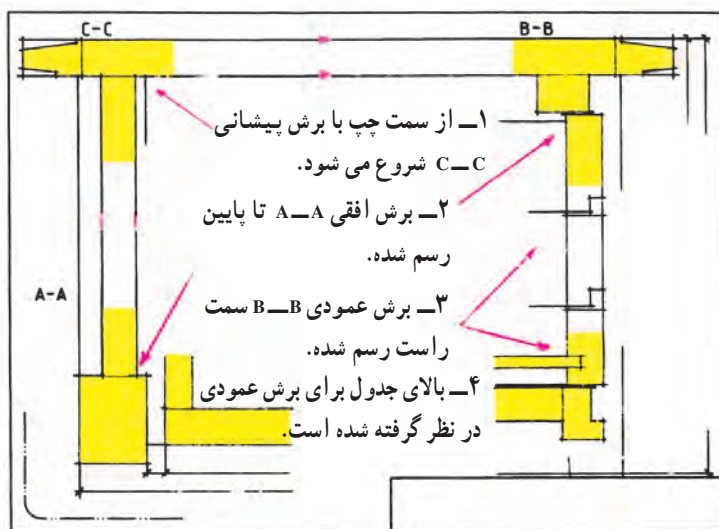 C-C
B-B
۱ــ از سمت چپ با برش پیشانی
C ــ C شروع می شود.
۲ــ برش افقی A ــ A تا پایین
رسم شده.
A-A
۳ــ برش عمودی B ــ B سمت
راست رسم شده.
۴ــ بالای جدول برای برش عمودی
در نظر گرفته شده است.